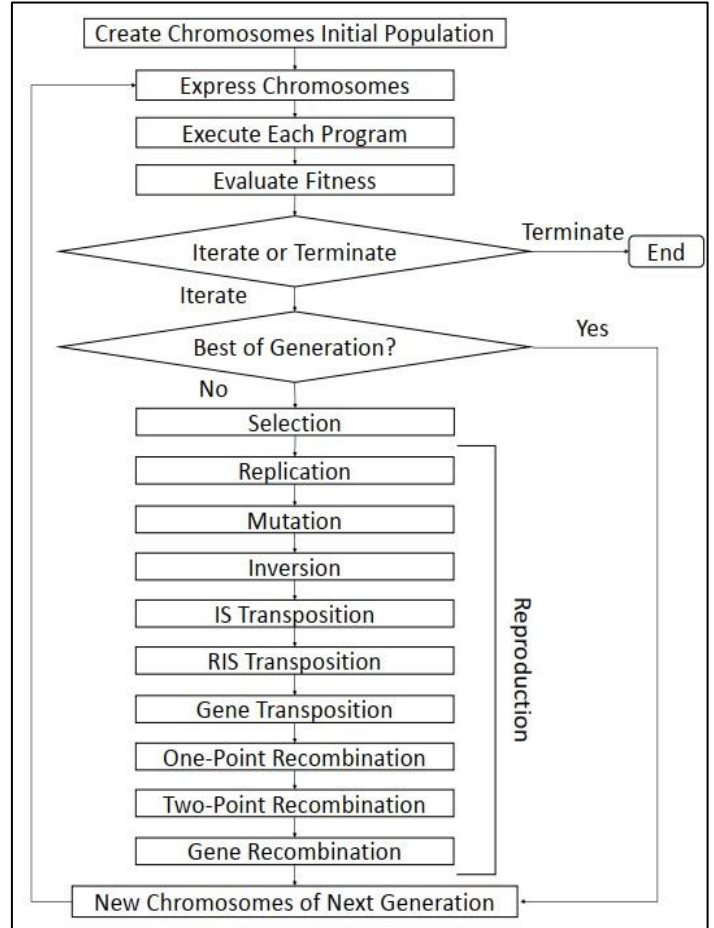 Create Chromosomes Initial Population
Express Chromosomes
Execute Each Program
Evaluate Fitness
Iterate or Terminate
Terminate
End
Iterate
Best of Generation?
Yes
No
Selection
Replication
Mutation
Inversion
IS Transposition
RIS Transposition
Gene Transposition
One-Point Recombination
Two-Point Recombination
Gene Recombination
Reproduction
New Chromosomes of Next Generation